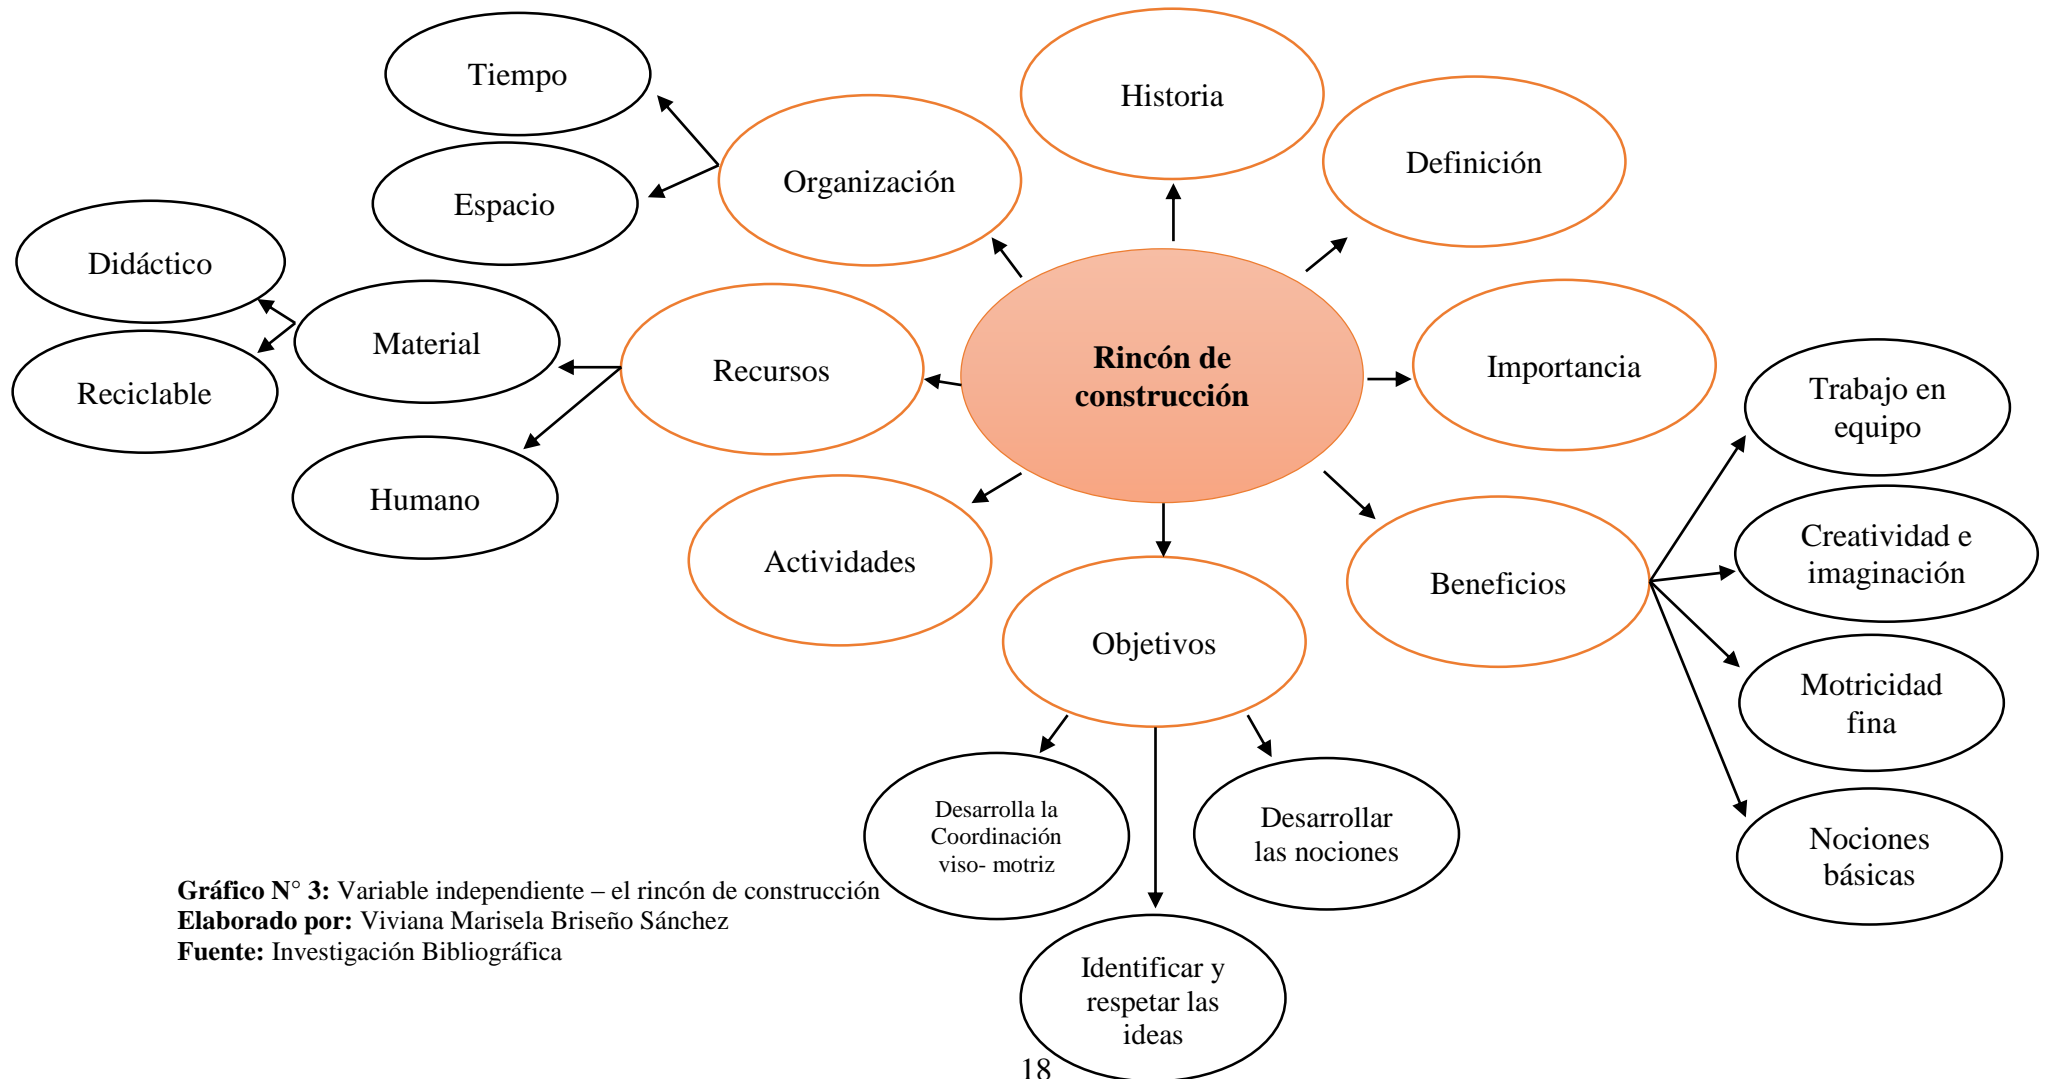 Tiempo
Historia
Definición
Organización
Espacio
Didáctico
Material
Reciclable
Recursos
Rincón de
construcción
Importancia
Trabajo en
equipo
Humano
Actividades
Creatividad e
imaginación
Beneficios
Objetivos
Motricidad
fina
Desarrolla la
Coordinación
viso- motriz
Desarrollar
las nociones
Nociones
básicas
Gráfico N° 3: Variable independiente – el rincón de construcción
Elaborado por: Viviana Marisela Briseño Sánchez
Fuente: Investigación Bibliográfica
Identificar y
respetar las
ideas
18